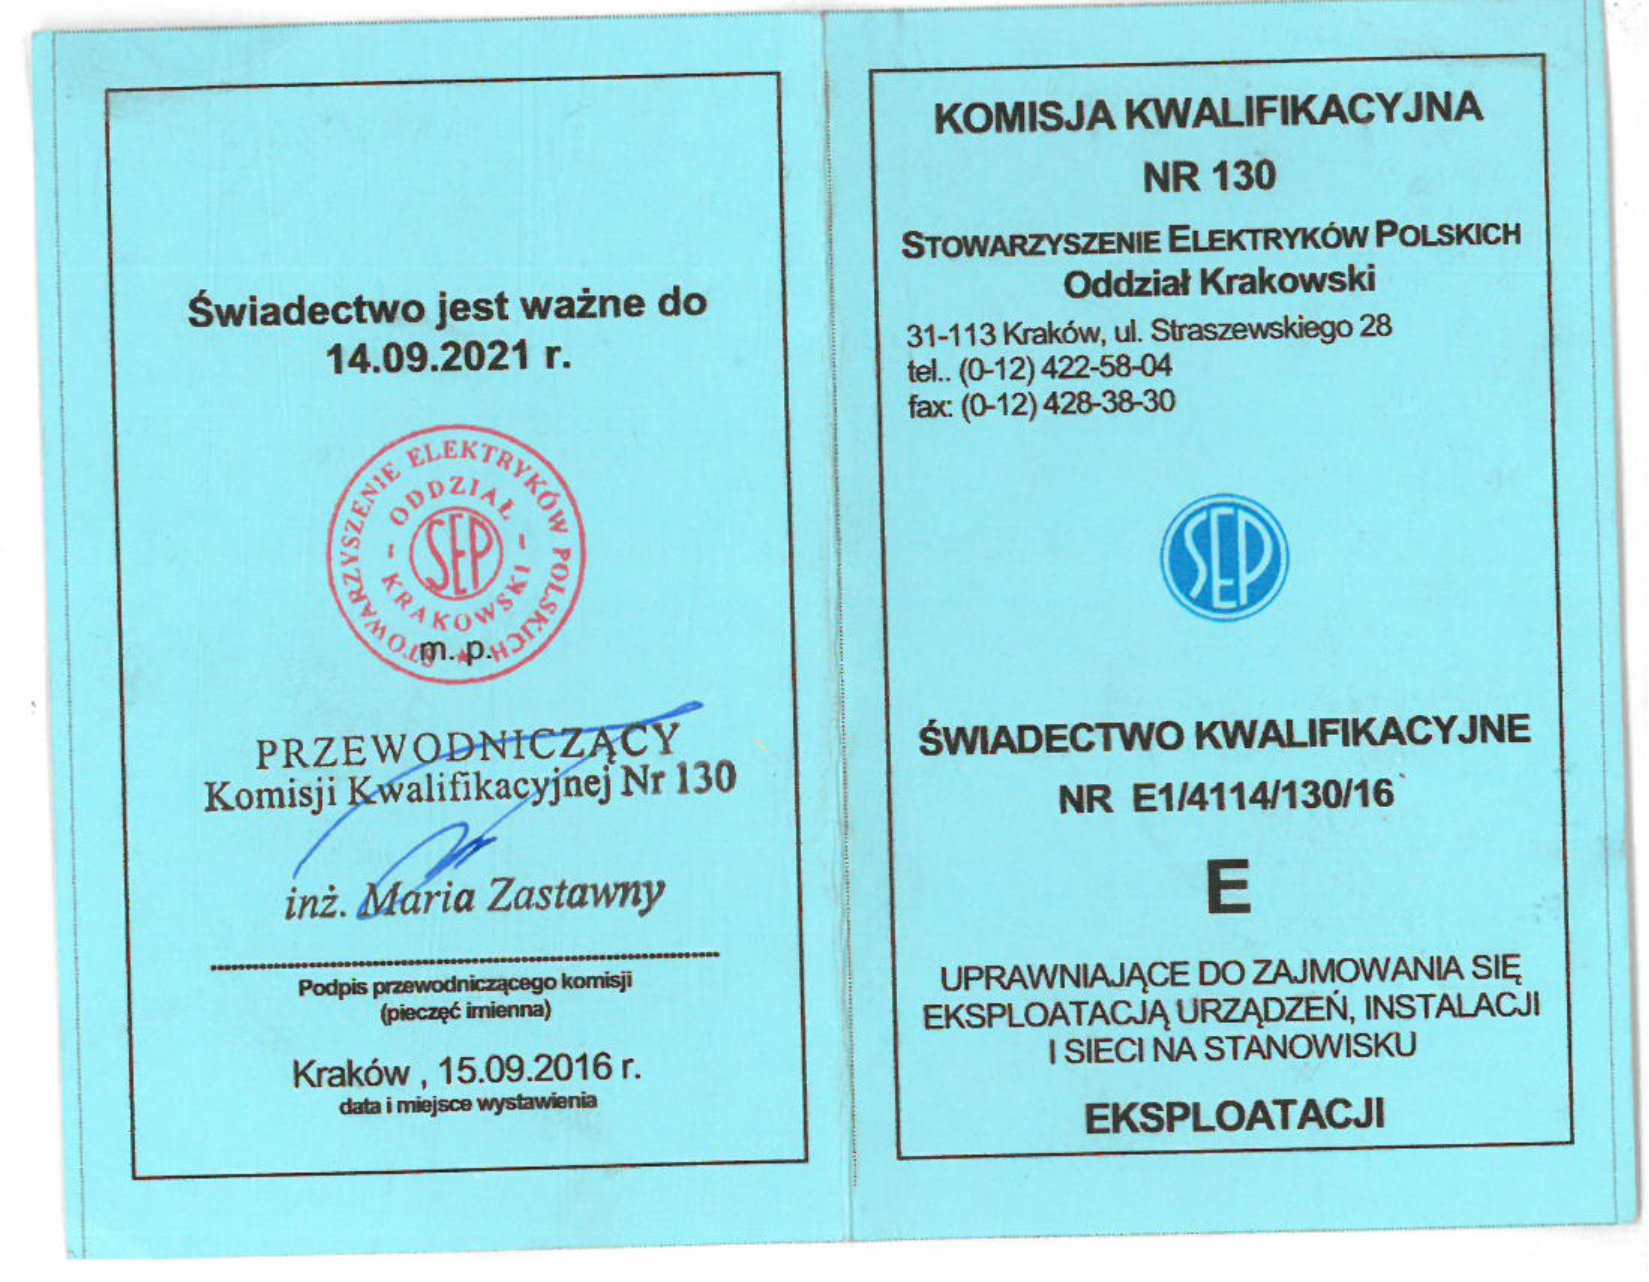 Świadectwo jest ważne do
14.09.2021 r.
STOWARZYSZENIE ELEKTRYKÓW POLSKICH
- ODDZIAŁ -
SEP
- KRAKOWSKI -
m. p.
PRZEWODNICZĄCY
Komisji Kwalifikacyjnej Nr 130
inż. Maria Zastawny
Podpis przewodniczącego komisji
(pieczęć imienna)
Kraków , 15.09.2016 r.
data i miejsce wystawienia
KOMISJA KWALIFIKACYJNA
NR 130
STOWARZYSZENIE ELEKTRYKÓW POLSKICH
Oddział Krakowski
31-113 Kraków, ul. Straszewskiego 28
tel.. (0-12) 422-58-04
fax: (0-12) 428-38-30
SEP
ŚWIADECTWO KWALIFIKACYJNE
NR E1/4114/130/16
E
UPRAWNIAJĄCE DO ZAJMOWANIA SIĘ
EKSPLOATACJĄ URZĄDZEŃ, INSTALACJI
I SIECI NA STANOWISKU
EKSPLOATACJI